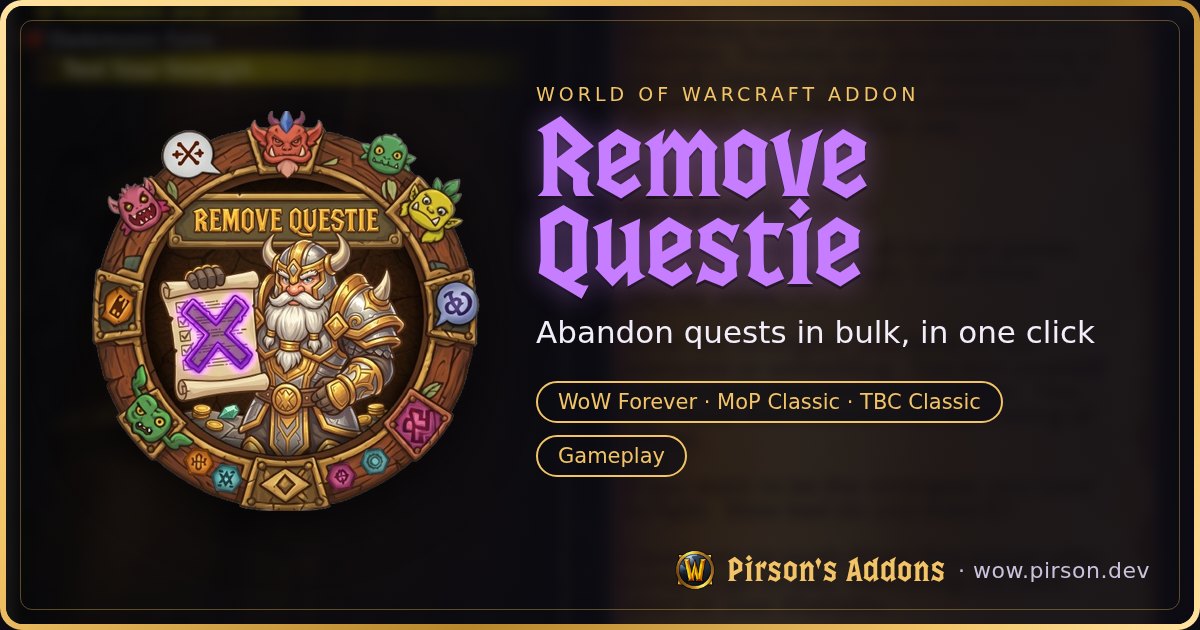 WORLD OF WARCRAFT ADDON
Remove
Questie
REMOVE QUESTIE
Abandon quests in bulk, in one click
WoW Forever · MoP Classic · TBC Classic
Gameplay
W Pirson's Addons · wow.pirson.dev